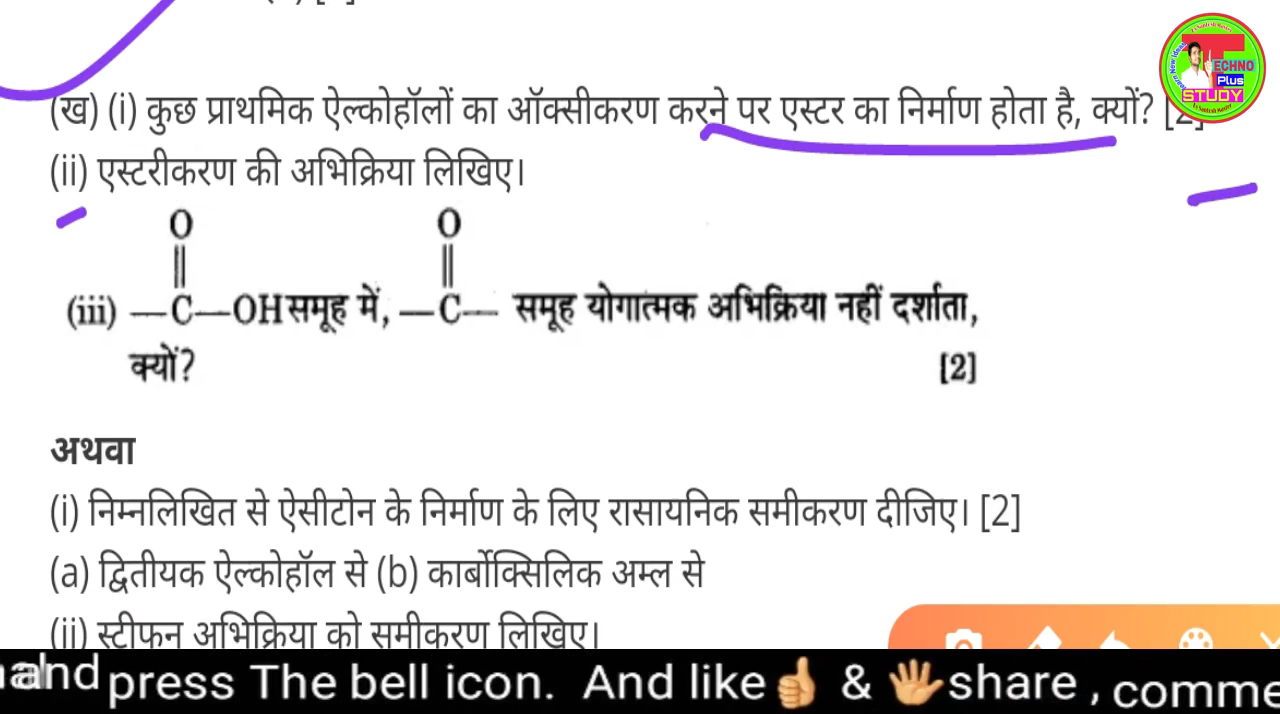 (ख) (i) कुछ प्राथमिक ऐल्कोहॉलों का ऑक्सीकरण करने पर एस्टर का निर्माण होता है, क्यों? [2]
TECHNO
Plus
STUDY
(ii) एस्टरीकरण की अभिक्रिया लिखिए।
O O
|| ||
(iii) —C—OH समूह में, —C— समूह योगात्मक अभिक्रिया नहीं दर्शाता,
क्यों? [2]
अथवा
(i) निम्नलिखित से ऐसीटोन के निर्माण के लिए रासायनिक समीकरण दीजिए। [2]
(a) द्वितीयक ऐल्कोहॉल से (b) कार्बोक्सिलिक अम्ल से
(ii) स्टीफन अभिक्रिया को समीकरण लिखिए।
and press The bell icon. And like👍 & 👋share , comme